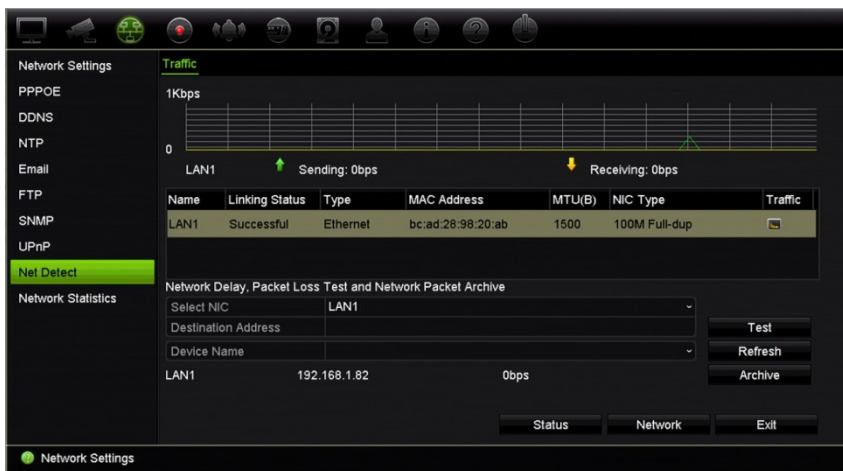 Network Settings
Traffic
PPPOE
1Kbps
DDNS
NTP
0
Email
LAN1
Sending: 0bps
Receiving: 0bps
FTP
Name Linking Status Type MAC Address MTU(B) NIC Type Traffic
SNMP
LAN1 Successful Ethernet bc:ad:28:98:20:ab 1500 100M Full-dup
UPnP
Net Detect
Network Delay, Packet Loss Test and Network Packet Archive
Network Statistics
Select NIC LAN1
Destination Address
Test
Device Name
Refresh
LAN1 192.168.1.82 0bps
Archive
Status Network Exit
Network Settings